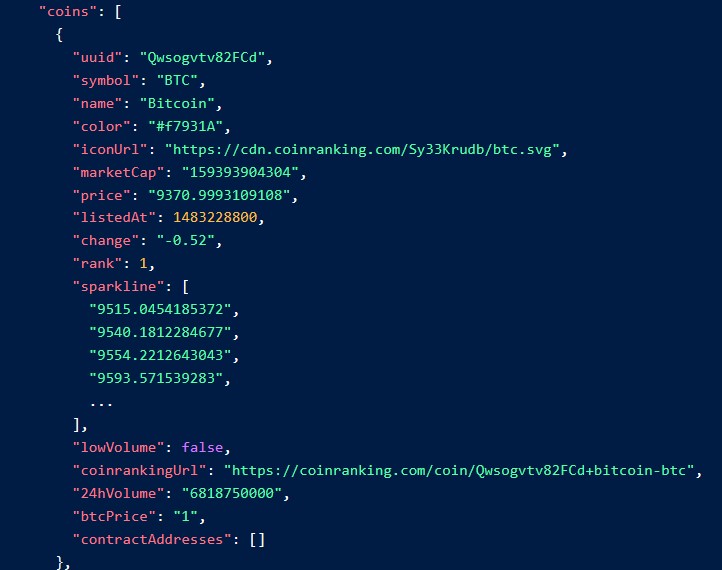 "coins": [
{
"uuid": "Qwsogvtv82FCd",
"symbol": "BTC",
"name": "Bitcoin",
"color": "#f7931A",
"iconUrl": "https://cdn.coinranking.com/Sy33Krudb/btc.svg",
"marketCap": "159393904304",
"price": "9370.9993109108",
"listedAt": 1483228800,
"change": "-0.52",
"rank": 1,
"sparkline": [
"9515.0454185372",
"9540.1812284677",
"9554.2212643043",
"9593.571539283",
...
],
"lowVolume": false,
"coinrankingUrl": "https://coinranking.com/coin/Qwsogvtv82FCd+bitcoin-btc",
"24hVolume": "6818750000",
"btcPrice": "1",
"contractAddresses": []
},